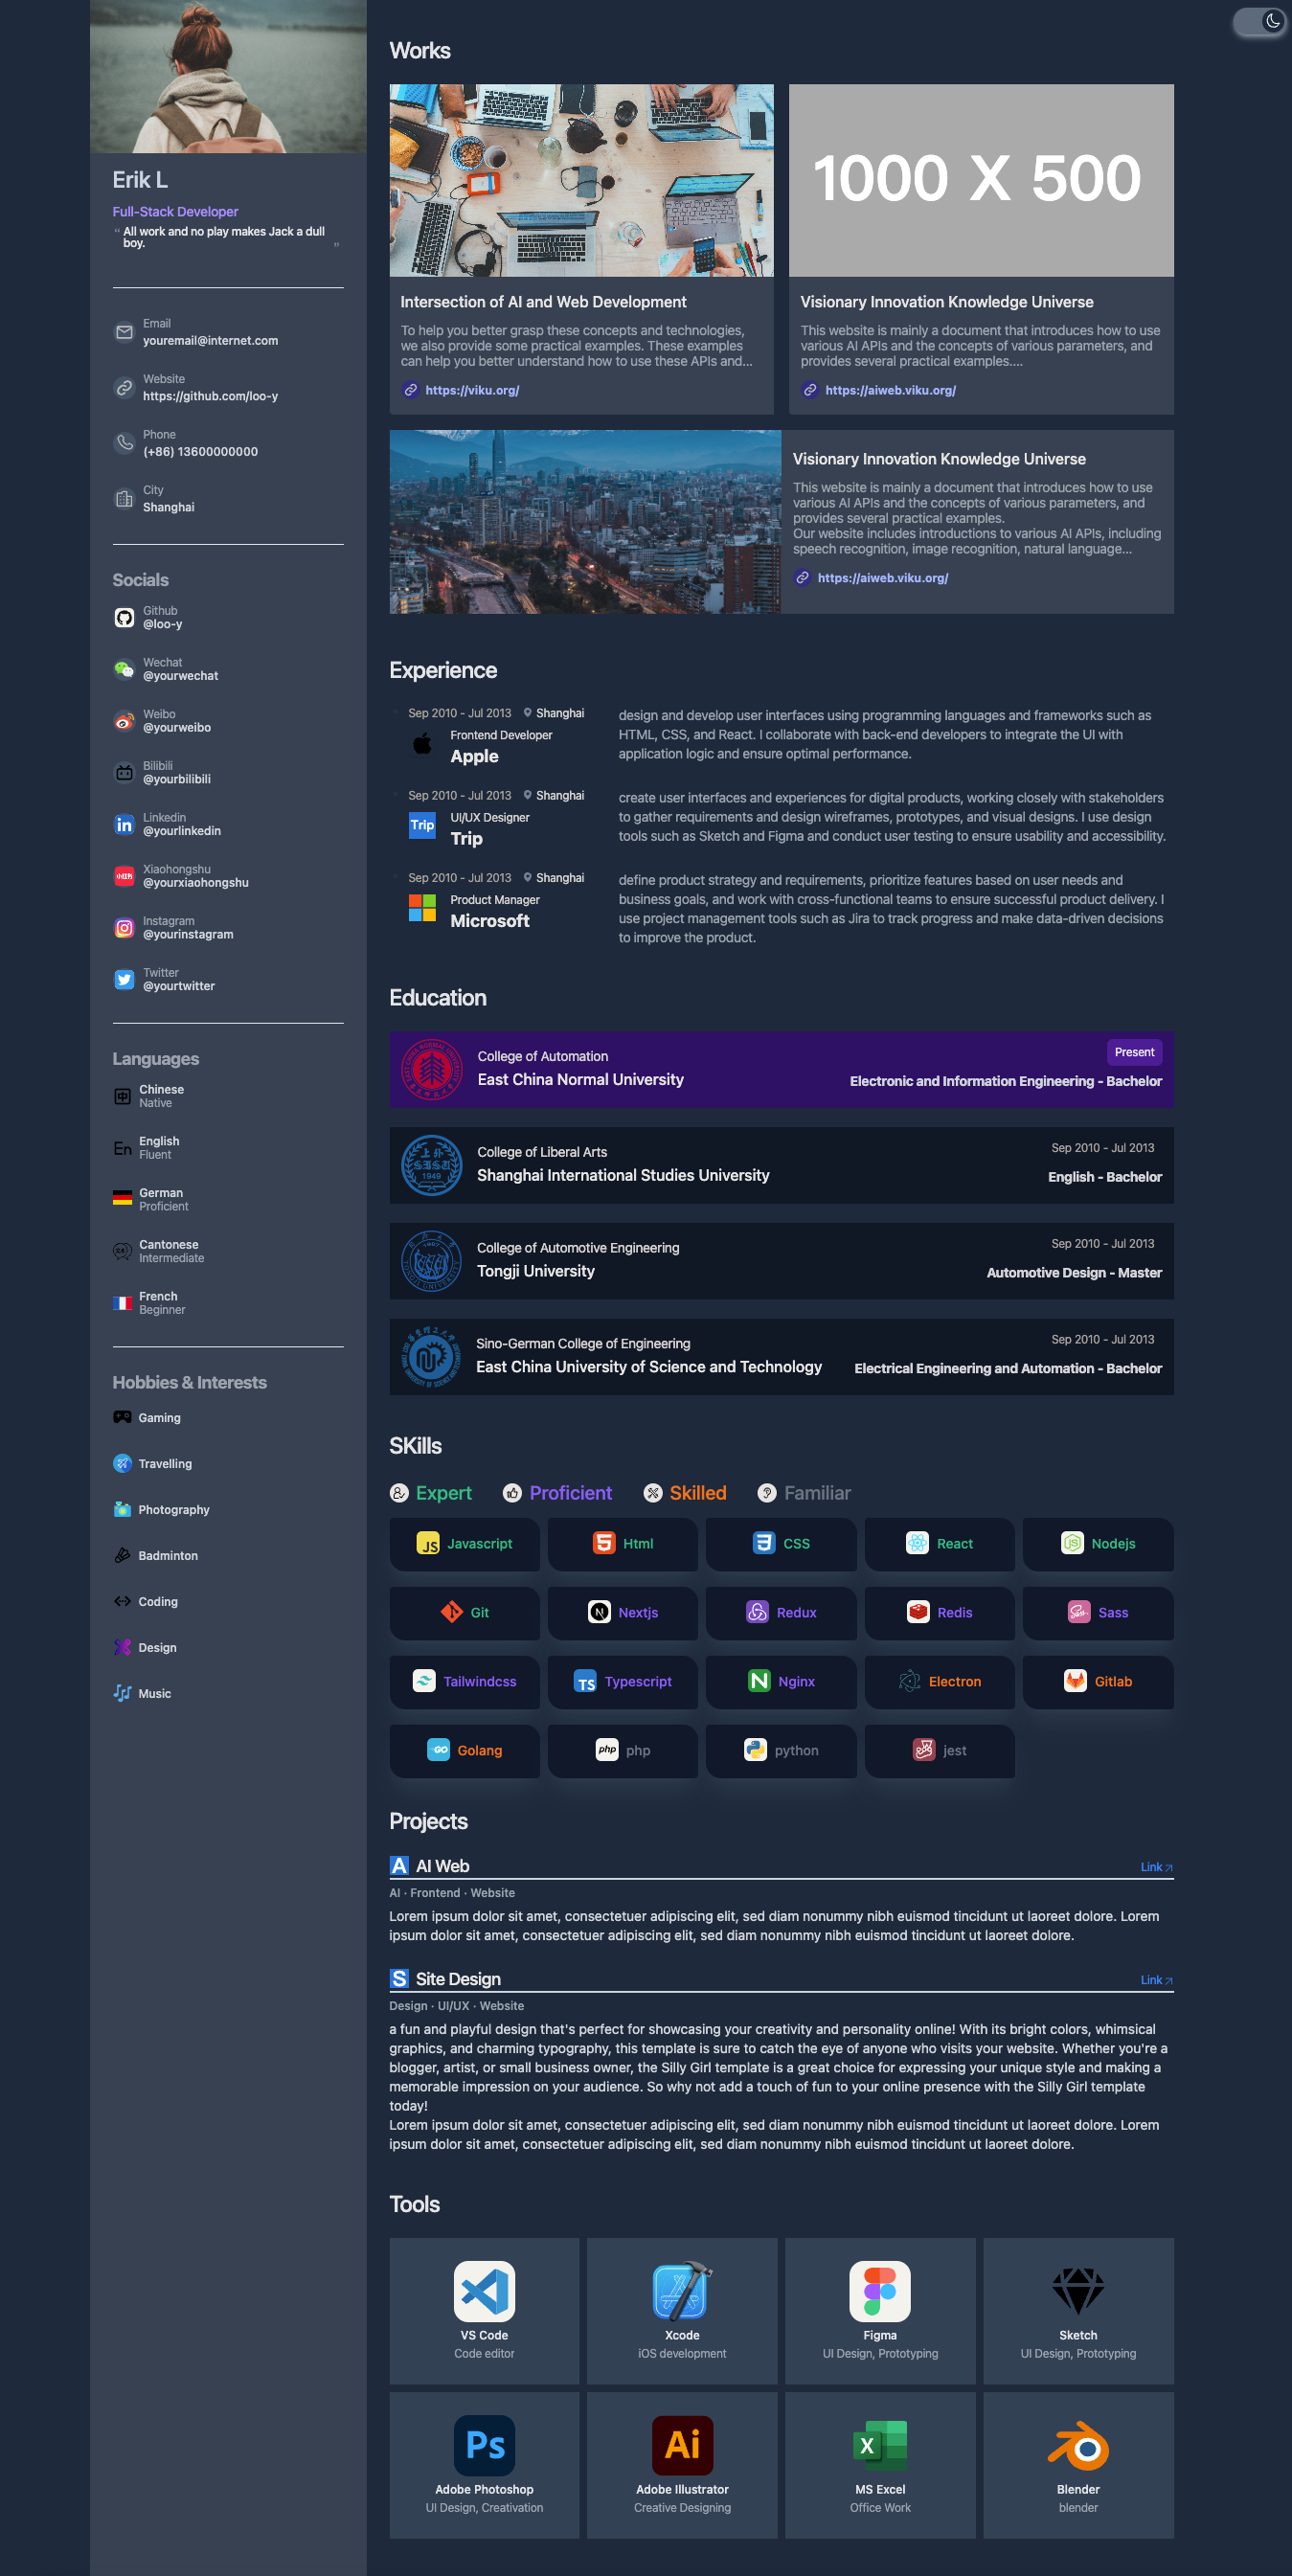 Erik L
Full-Stack Developer
“ All work and no play makes Jack a dull
boy. ”
Email
youremail@internet.com
Website
https://github.com/loo-y
Phone
(+86) 13600000000
City
Shanghai
Socials
Github
@loo-y
Wechat
@yourwechat
Weibo
@yourweibo
Bilibili
@yourbilibili
Linkedin
@yourlinkedin
Xiaohongshu
@yourxiaohongshu
Instagram
@yourinstagram
Twitter
@yourtwitter
Languages
Chinese
Native
En
English
Fluent
German
Proficient
Cantonese
Intermediate
French
Beginner
Hobbies & Interests
Gaming
Travelling
Photography
Badminton
Coding
Design
Music
Works
Intersection of AI and Web Development
To help you better grasp these concepts and technologies,
we also provide some practical examples. These examples
can help you better understand how to use these APIs and...
https://viku.org/
1000 X 500
Visionary Innovation Knowledge Universe
This website is mainly a document that introduces how to use
various AI APIs and the concepts of various parameters, and
provides several practical examples....
https://aiweb.viku.org/
Visionary Innovation Knowledge Universe
This website is mainly a document that introduces how to use
various AI APIs and the concepts of various parameters, and
provides several practical examples.
Our website includes introductions to various AI APIs, including
speech recognition, image recognition, natural language...
https://aiweb.viku.org/
Experience
Sep 2010 - Jul 2013 Shanghai
Frontend Developer
Apple
design and develop user interfaces using programming languages and frameworks such as
HTML, CSS, and React. I collaborate with back-end developers to integrate the UI with
application logic and ensure optimal performance.
Sep 2010 - Jul 2013 Shanghai
Trip
UI/UX Designer
Trip
create user interfaces and experiences for digital products, working closely with stakeholders
to gather requirements and design wireframes, prototypes, and visual designs. I use design
tools such as Sketch and Figma and conduct user testing to ensure usability and accessibility.
Sep 2010 - Jul 2013 Shanghai
Product Manager
Microsoft
define product strategy and requirements, prioritize features based on user needs and
business goals, and work with cross-functional teams to ensure successful product delivery. I
use project management tools such as Jira to track progress and make data-driven decisions
to improve the product.
Education
College of Automation
East China Normal University
Present
Electronic and Information Engineering - Bachelor
SISU
1949
College of Liberal Arts
Shanghai International Studies University
Sep 2010 - Jul 2013
English - Bachelor
1907
TONGJI UNIVERSITY
College of Automotive Engineering
Tongji University
Sep 2010 - Jul 2013
Automotive Design - Master
Sino-German College of Engineering
East China University of Science and Technology
Sep 2010 - Jul 2013
Electrical Engineering and Automation - Bachelor
SKills
Expert Proficient Skilled Familiar
JS Javascript
Html
CSS
React
JS Nodejs
Git
N Nextjs
Redux
Redis
Sass Sass
Tailwindcss
TS Typescript
N Nginx
Electron
Gitlab
GO Golang
php php
python
jest
Projects
A AI Web Link
AI · Frontend · Website
Lorem ipsum dolor sit amet, consectetuer adipiscing elit, sed diam nonummy nibh euismod tincidunt ut laoreet dolore. Lorem
ipsum dolor sit amet, consectetuer adipiscing elit, sed diam nonummy nibh euismod tincidunt ut laoreet dolore.
S Site Design Link
Design · UI/UX · Website
a fun and playful design that's perfect for showcasing your creativity and personality online! With its bright colors, whimsical
graphics, and charming typography, this template is sure to catch the eye of anyone who visits your website. Whether you're a
blogger, artist, or small business owner, the Silly Girl template is a great choice for expressing your unique style and making a
memorable impression on your audience. So why not add a touch of fun to your online presence with the Silly Girl template
today!
Lorem ipsum dolor sit amet, consectetuer adipiscing elit, sed diam nonummy nibh euismod tincidunt ut laoreet dolore. Lorem
ipsum dolor sit amet, consectetuer adipiscing elit, sed diam nonummy nibh euismod tincidunt ut laoreet dolore.
Tools
VS Code
Code editor
Xcode
iOS development
Figma
UI Design, Prototyping
Sketch
UI Design, Prototyping
Ps
Adobe Photoshop
UI Design, Creativation
Ai
Adobe Illustrator
Creative Designing
X
MS Excel
Office Work
Blender
blender